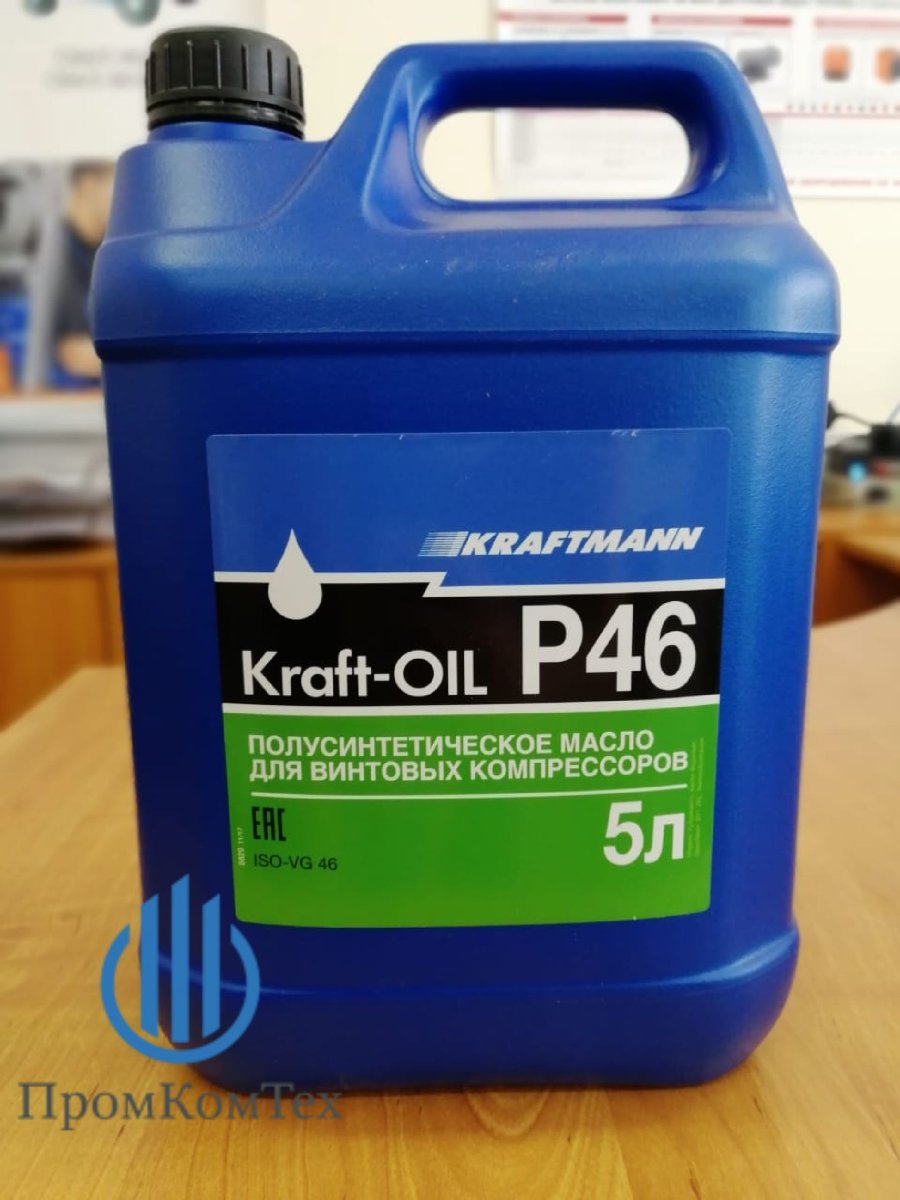 KRAFTMANN
Kraft-OIL P46
ПОЛУСИНТЕТИЧЕСКОЕ МАСЛО
ДЛЯ ВИНТОВЫХ КОМПРЕССОРОВ
5л
EAC
ISO-VG 46
ПромКомТех